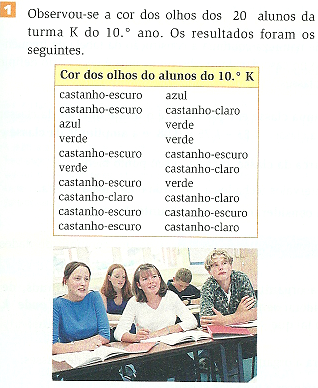 1
Observou-se a cor dos olhos dos 20 alunos da
turma K do 10.° ano. Os resultados foram os
seguintes.
Cor dos olhos do alunos do 10.° K
castanho-escuro azul
castanho-escuro castanho-claro
azul verde
verde verde
castanho-escuro castanho-escuro
verde castanho-claro
castanho-escuro verde
castanho-claro castanho-claro
castanho-escuro castanho-escuro
castanho-escuro castanho-claro